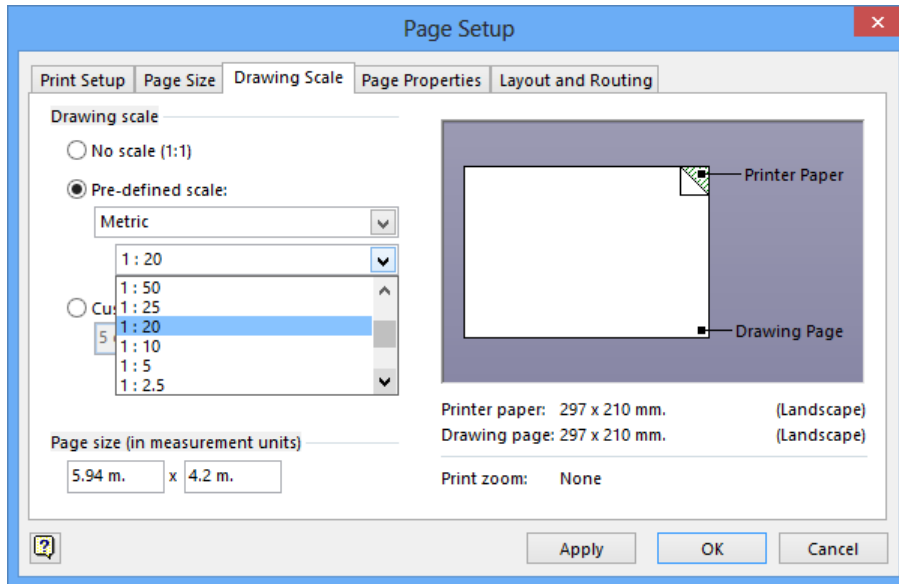 Page Setup
Print Setup Page Size Drawing Scale Page Properties Layout and Routing
Drawing scale
No scale (1:1)
Pre-defined scale:
Metric
1 : 20
1 : 50
Cu 1 : 25
1 : 20
5
1 : 10
1 : 5
1 : 2.5
Page size (in measurement units)
5.94 m. x 4.2 m.
Printer Paper
Drawing Page
Printer paper: 297 x 210 mm. (Landscape)
Drawing page: 297 x 210 mm. (Landscape)
Print zoom: None
Apply OK Cancel